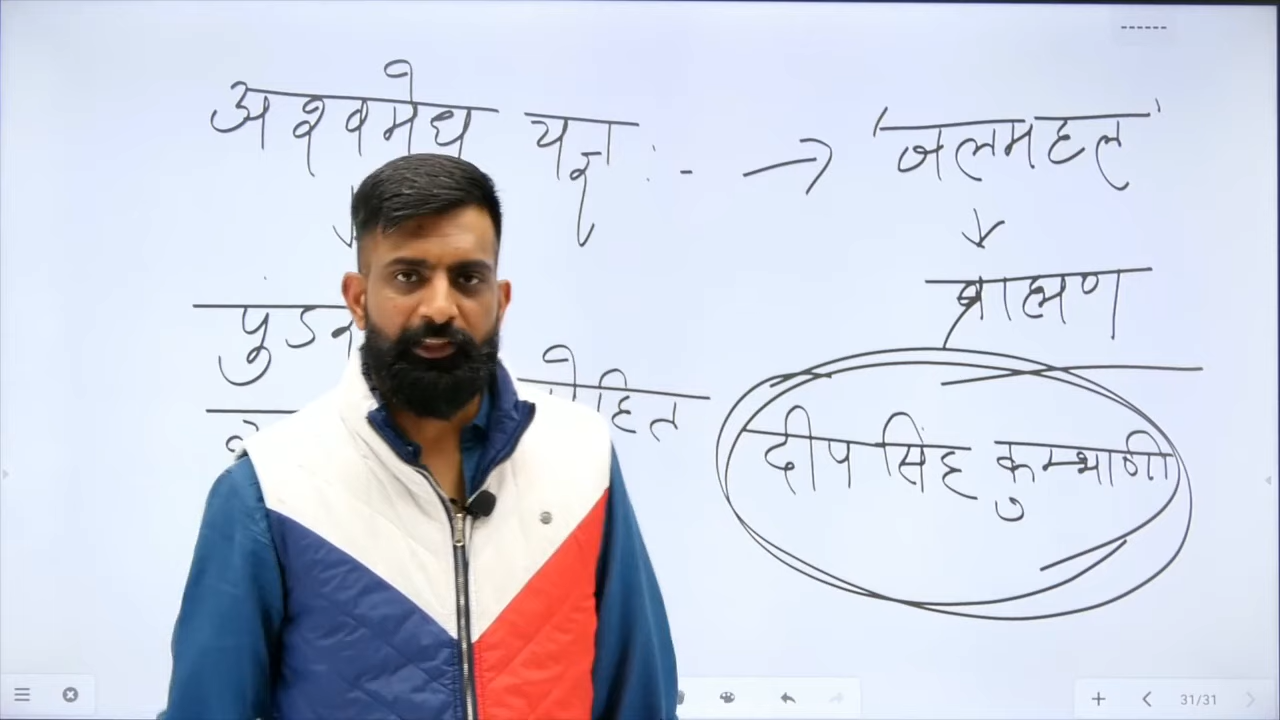 अश्वमेध यज्ञ :- → 'जलमहल'
ब्राह्मण
दीप सिंह कुम्भाणी
31/31